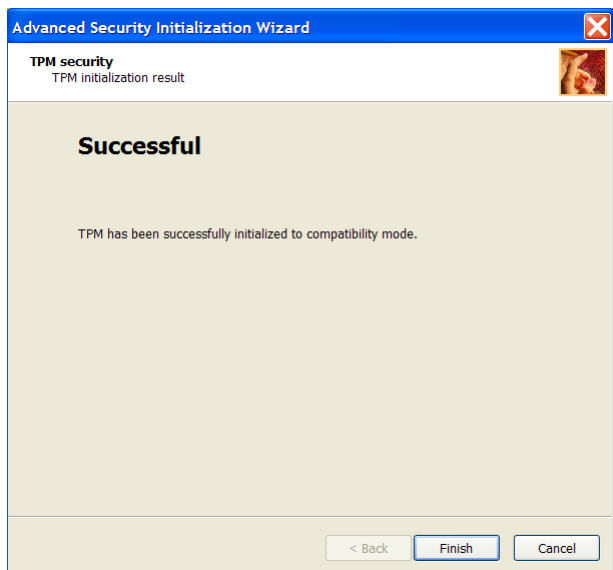 Advanced Security Initialization Wizard
TPM security
TPM initialization result
Successful
TPM has been successfully initialized to compatibility mode.
< Back Finish Cancel